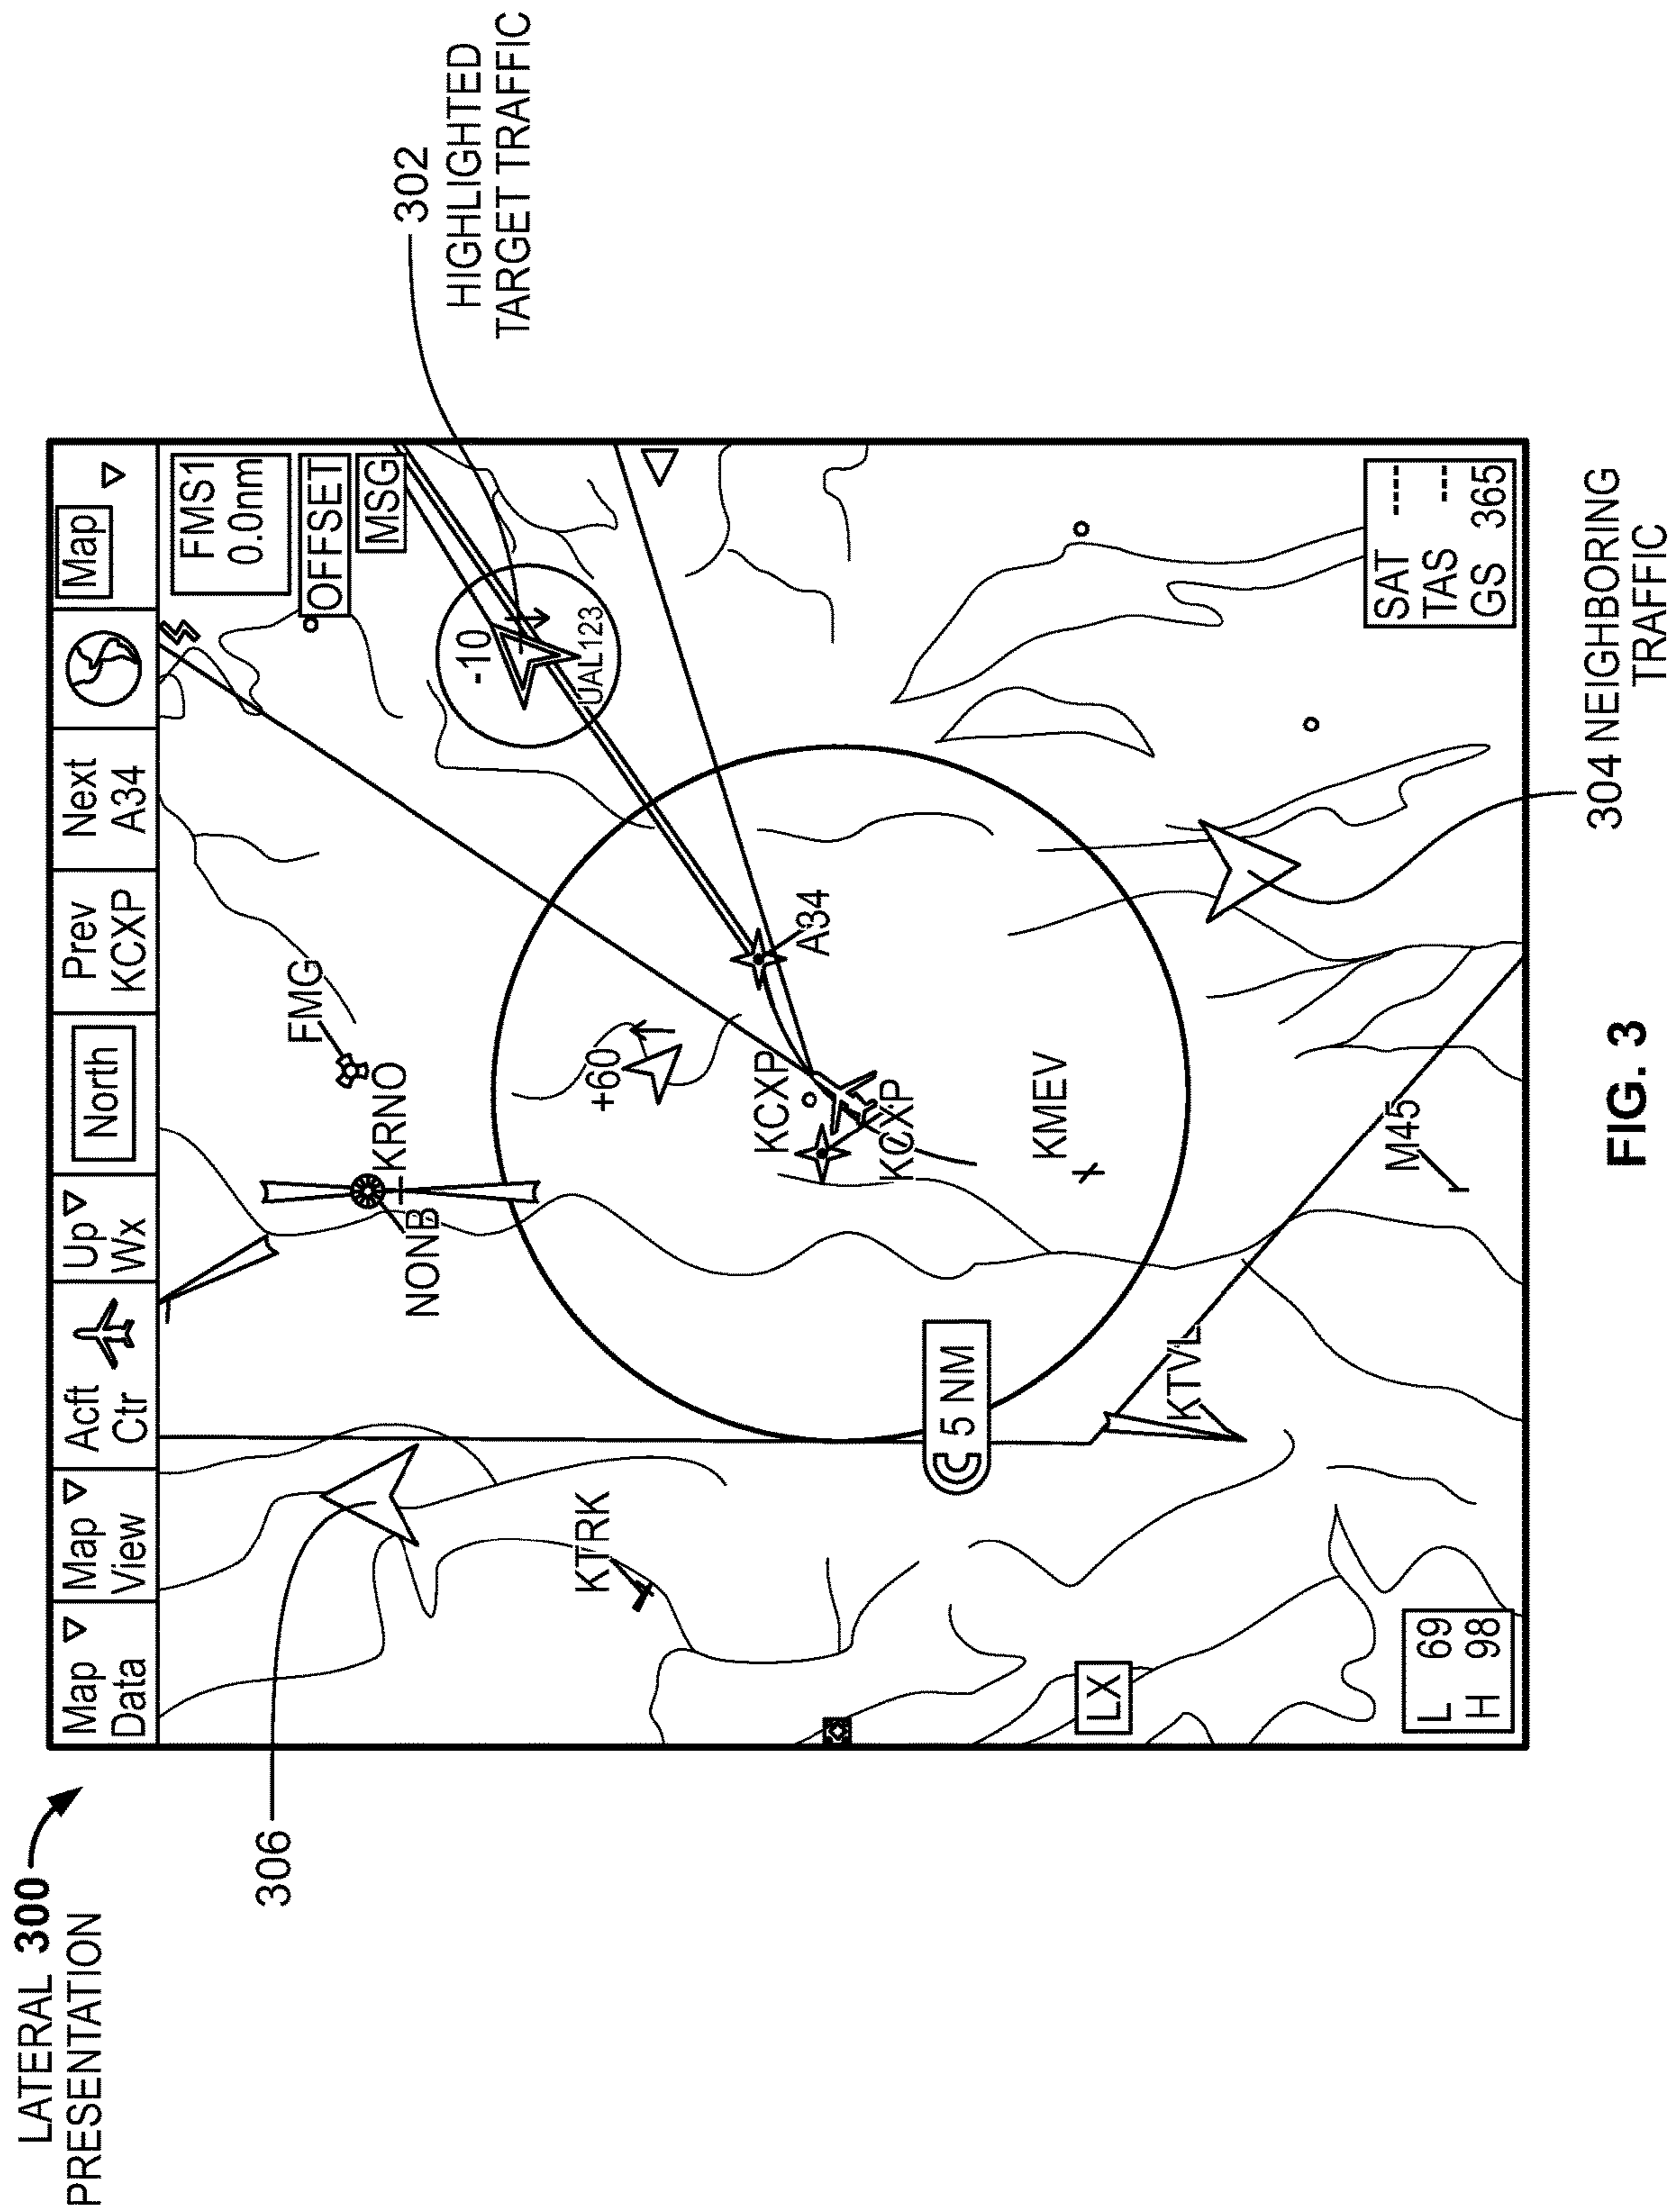 LATERAL 300
PRESENTATION
306
302
HIGHLIGHTED
TARGET TRAFFIC
Map
Data
Map
View
Acft
Ctr
Up
Wx
North
Prev
KCXP
Next
A34
Map
FMS1
0.0nm
OFFSET
MSG
FMG
KRNO
NONB
-10
UAL123
+60
KTRK
A34
KCXP
KCXP
5 NM
KMEV
LX
KTVL
M45
L 69
H 98
SAT ----
TAS ---
GS 365
304 NEIGHBORING
TRAFFIC
FIG. 3